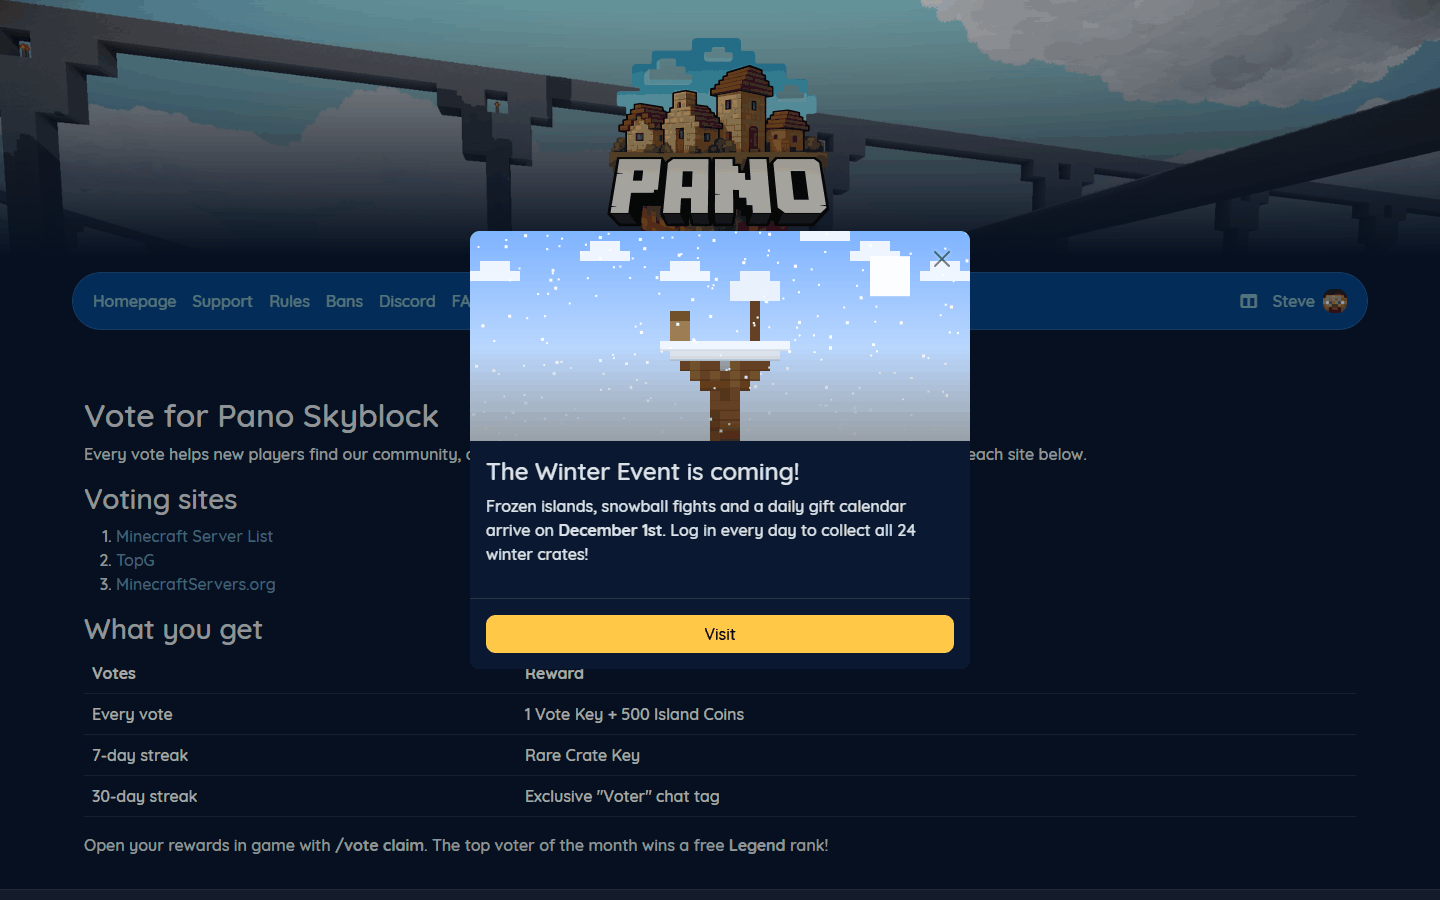 PANO
Homepage Support Rules Bans Discord
Steve
Vote for Pano Skyblock
Every vote helps new players find our community, each site below.
Voting sites
1. Minecraft Server List
2. TopG
3. MinecraftServers.org
What you get
The Winter Event is coming!
Frozen islands, snowball fights and a daily gift calendar
arrive on December 1st. Log in every day to collect all 24
winter crates!
Visit
Votes Reward
Every vote 1 Vote Key + 500 Island Coins
7-day streak Rare Crate Key
30-day streak Exclusive "Voter" chat tag
Open your rewards in game with /vote claim. The top voter of the month wins a free Legend rank!